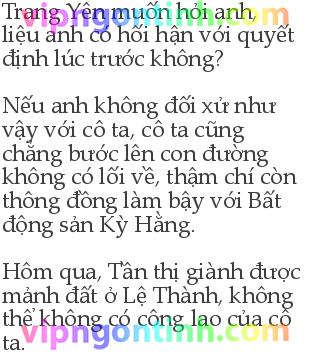 Trang Yên muốn hỏi anh,
liệu anh có hối hận với quyết
định lúc trước không?
Nếu anh không đối xử như
vậy với cô ta, cô ta cũng
chẳng bước lên con đường
không có lối về, thậm chí còn
thông đồng làm bậy với Bất
động sản Kỳ Hằng.
Hôm qua, Tần thị giành được
mảnh đất ở Lệ Thành, không
thể không có công lao của cô
ta.
vipngontinh.com
vipngontinh.com